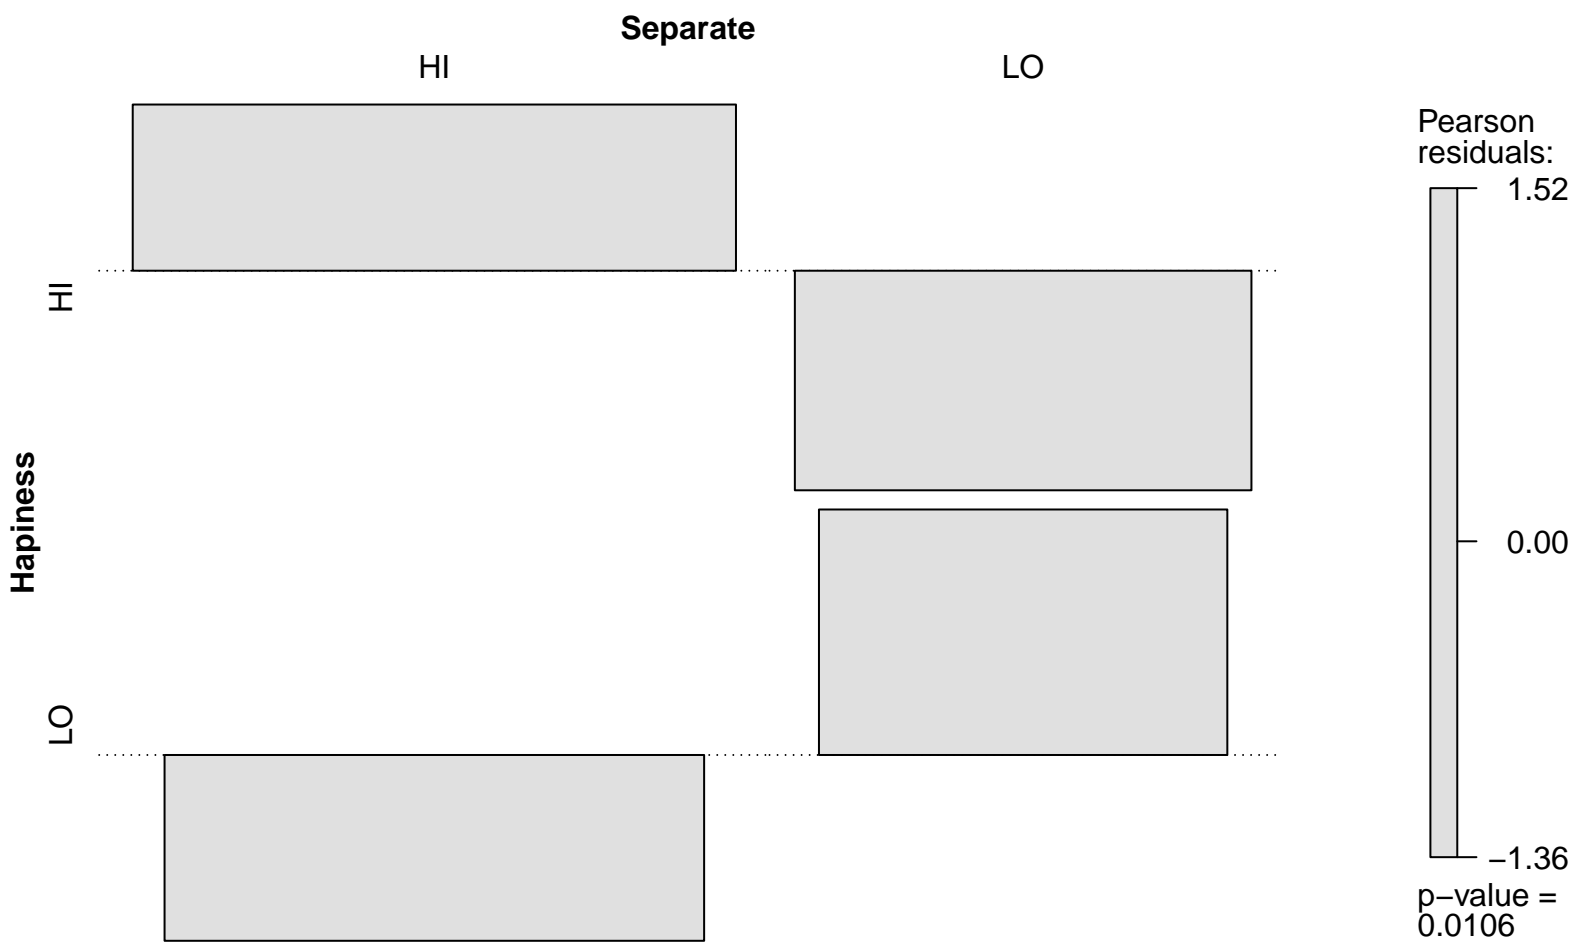 Separate
HI
LO
Hapiness
HI
LO
Pearson
residuals:
1.52
0.00
−1.36
p−value =
0.0106